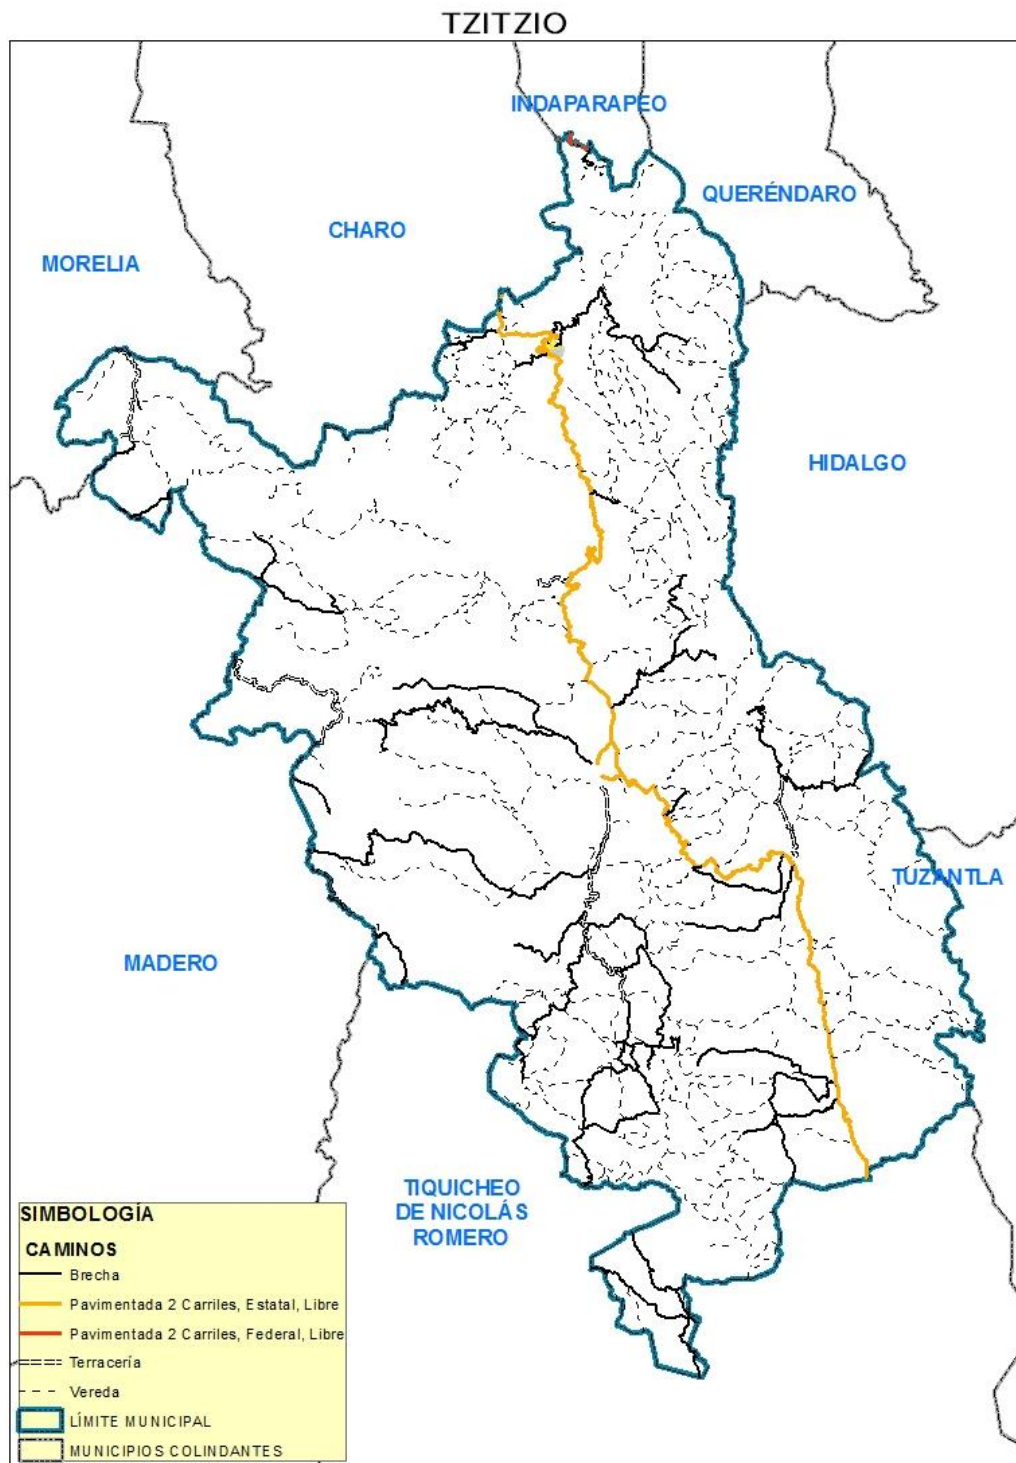 TZITZIO
INDAPARAPEO
QUERÉNDARO
CHARO
MORELIA
HIDALGO
TUZANTLA
MADERO
TIQUICHEO
DE NICOLÁS
ROMERO
SIMBOLOGÍA
CAMINOS
Brecha
Pavimentada 2 Carriles, Estatal, Libre
Pavimentada 2 Carriles, Federal, Libre
Terracería
Vereda
LÍMITE MUNICIPAL
MUNICIPIOS COLINDANTES